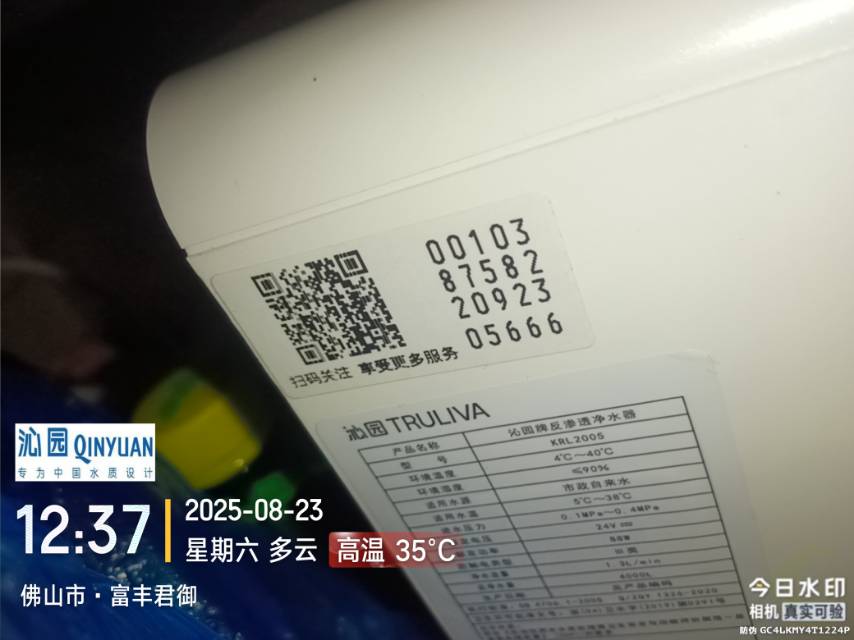 00103
87582
20923
05666
扫码关注 享受更多服务
沁园 TRULIVA
产品名称 沁园牌反渗透净水器
型 号 KRL2005
环境温度 4℃~40℃
环境湿度 ≤90%
适用水源 市政自来水
适用水温 5℃~38℃
进水压力 0.1MPa~0.4MPa
24V
沁园 QINYUAN
专为中国水质设计
12:37
2025-08-23
星期六 多云 高温 35°C
佛山市·富丰君御
今日水印
相机 真实可验
防伪 GC4LKMY4T1224P